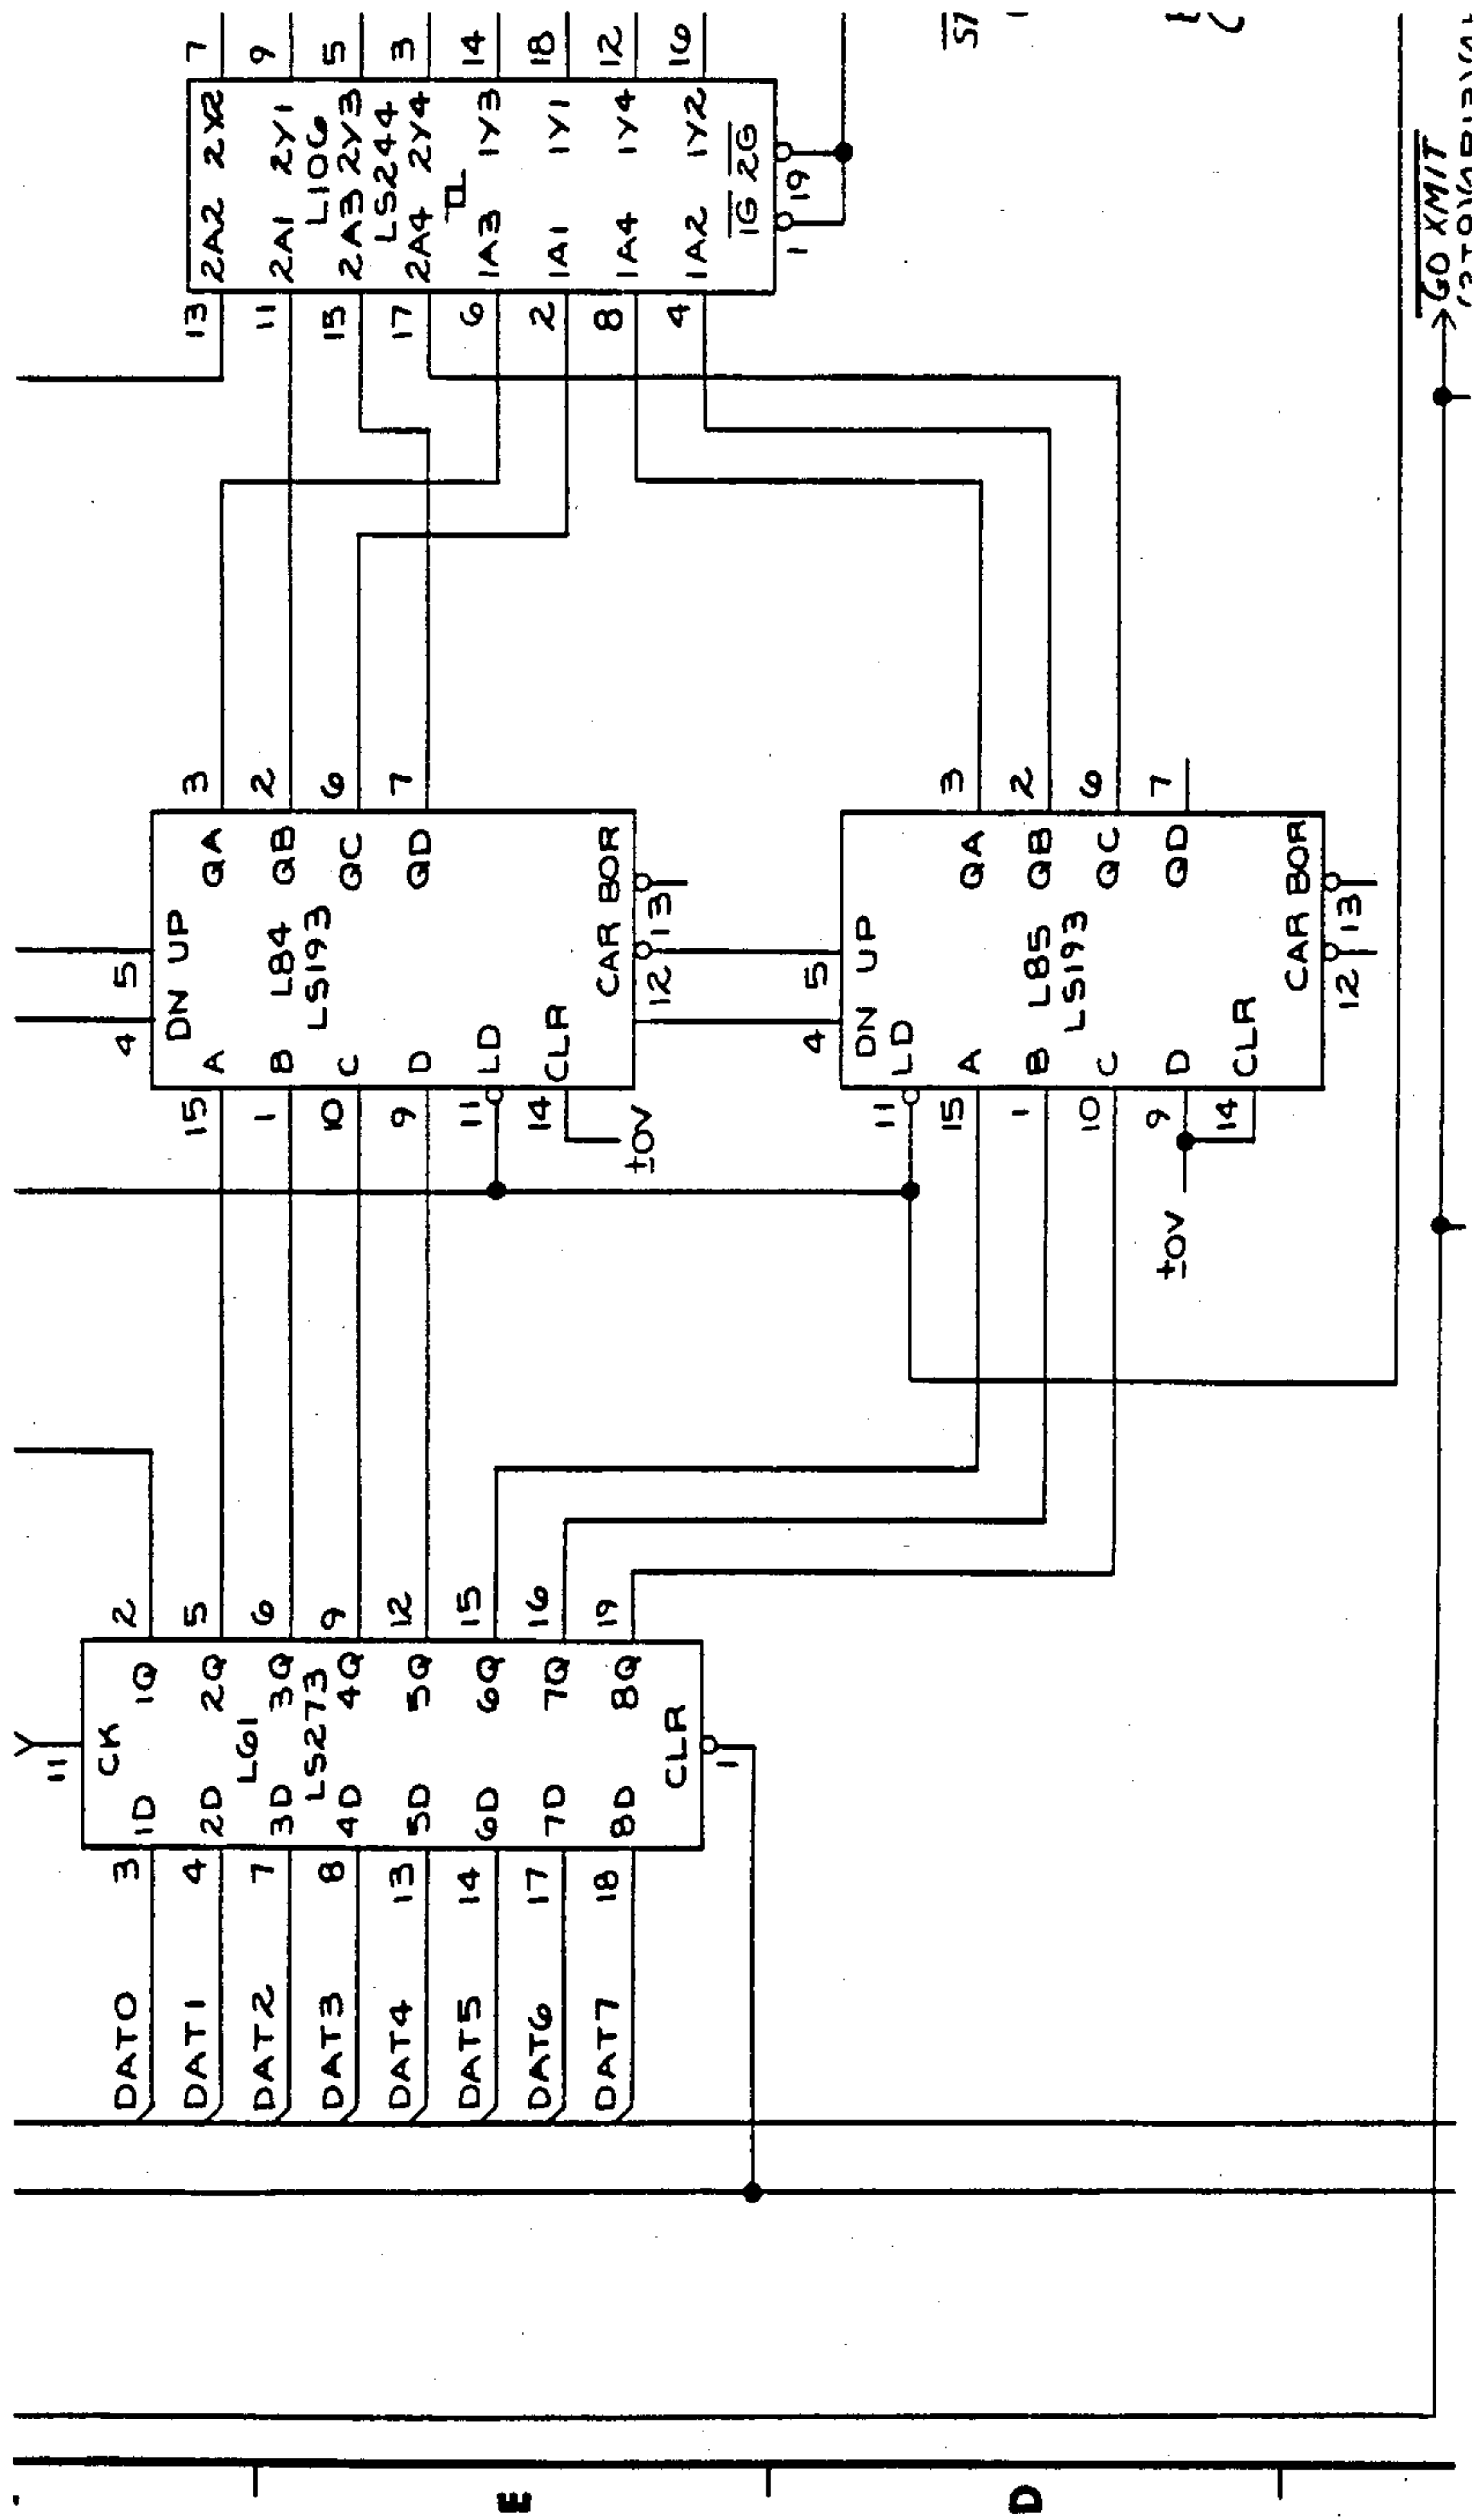 DAT0
DAT1
DAT2
DAT3
DAT4
DAT5
DAT6
DAT7
11
CK
3 1D 1Q 2
4 2D 2Q 5
L61
7 3D 3Q 6
LS273
8 4D 4Q 9
13 5D 5Q 12
14 6D 6Q 15
17 7D 7Q 16
18 8D 8Q 19
CLR
1
4 5
DN UP
15 A QA 3
1 B L84 QB 2
LS193
10 C QC 6
9 D QD 7
11 LD
14 CLR
±0V
CAR BOR
12 13
4 5
DN UP
11 LD
15 A QA 3
1 B L85 QB 2
LS193
10 C QC 6
9 D QD 7
14 CLR
±0V
CAR BOR
12 13
13 2A2 2Y2 7
11 2A1 2Y1 9
L106
15 2A3 2Y3 5
LS244
17 2A4 2Y4 3
6 1A3 1Y3 14
2 1A1 1Y1 18
8 1A4 1Y4 12
4 1A2 1Y2 16
1G 2G
1 19
GO XMIT
E
D